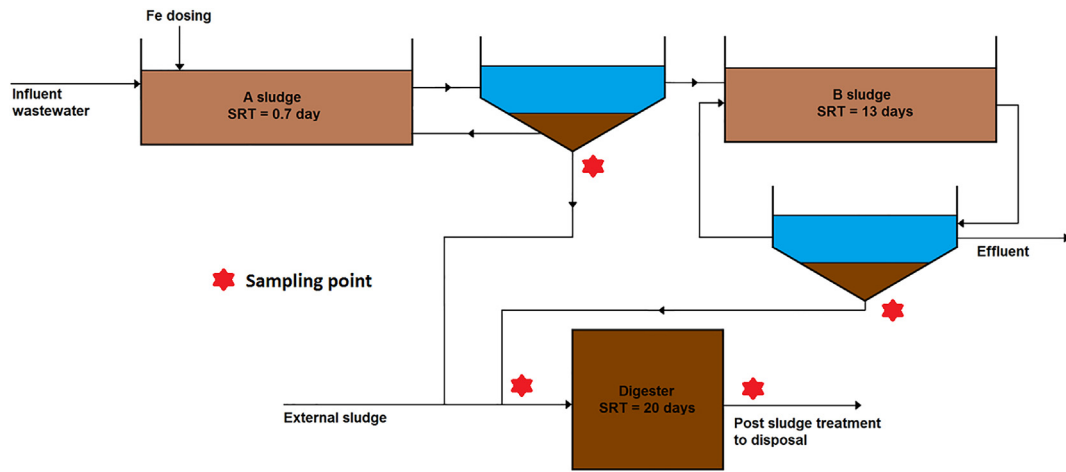 Fe dosing
Influent
wastewater
A sludge
SRT = 0.7 day
B sludge
SRT = 13 days
Effluent
Sampling point
Digester
SRT = 20 days
External sludge
Post sludge treatment
to disposal